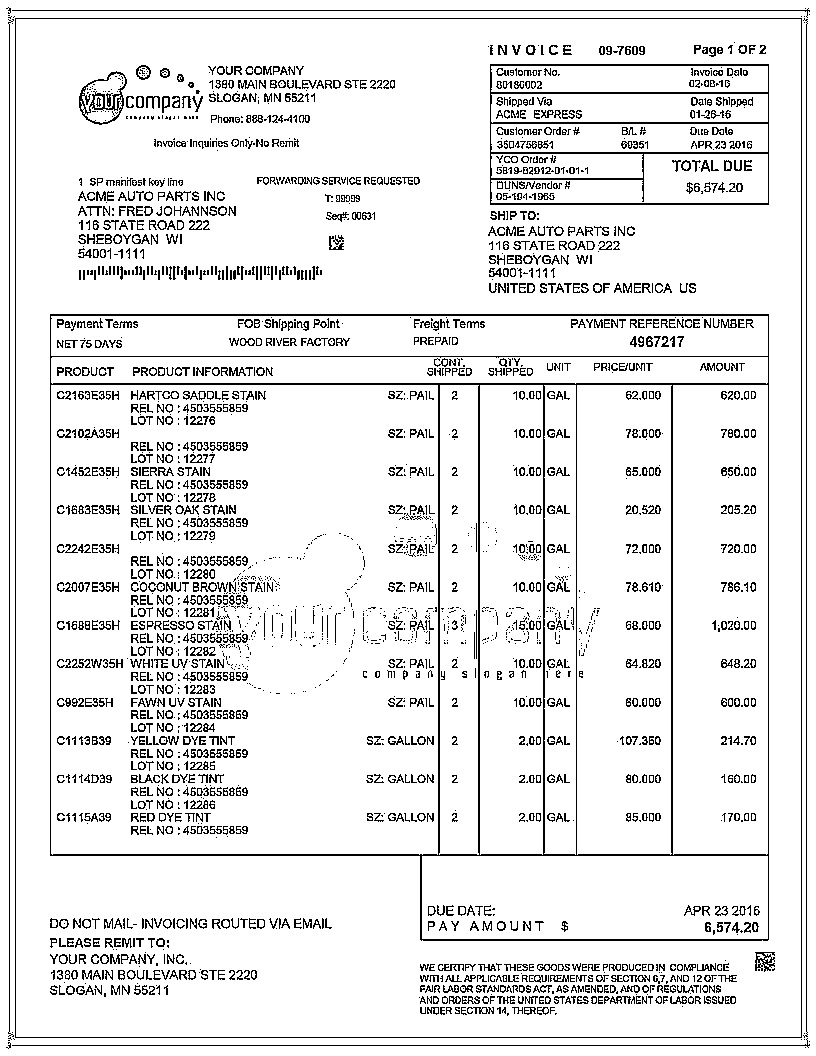 INVOICE 09-7609 Page 1 OF 2
your company
company slogan here
YOUR COMPANY
1380 MAIN BOULEVARD STE 2220
SLOGAN, MN 55211
Phone: 888-124-4100
Invoice Inquiries Only-No Remit
Customer No. Invoice Date
80180002 02-08-16
Shipped Via Date Shipped
ACME EXPRESS 01-26-16
Customer Order # B/L # Due Date
3504756851 60351 APR 23 2016
YCO Order # TOTAL DUE
5819-82912-01-01-1
DUNS/Vendor # $6,574.20
05-194-1965
1 SP manifest key line FORWARDING SERVICE REQUESTED
ACME AUTO PARTS INC T: 99999
ATTN: FRED JOHANNSON Seq#: 00631
116 STATE ROAD 222
SHEBOYGAN WI
54001-1111
SHIP TO:
ACME AUTO PARTS INC
116 STATE ROAD 222
SHEBOYGAN WI
54001-1111
UNITED STATES OF AMERICA US
Payment Terms FOB Shipping Point Freight Terms PAYMENT REFERENCE NUMBER
NET 75 DAYS WOOD RIVER FACTORY PREPAID 4967217
PRODUCT PRODUCT INFORMATION CONT. SHIPPED QTY. SHIPPED UNIT PRICE/UNIT AMOUNT
C2163E35H HARTCO SADDLE STAIN SZ: PAIL 2 10.00 GAL 62.000 620.00
REL NO : 4503555859
LOT NO : 12276
C2102A35H SZ: PAIL 2 10.00 GAL 78.000 780.00
REL NO : 4503555859
LOT NO : 12277
C1452E35H SIERRA STAIN SZ: PAIL 2 10.00 GAL 65.000 650.00
REL NO : 4503555859
LOT NO : 12278
C1683E35H SILVER OAK STAIN SZ: PAIL 2 10.00 GAL 20.520 205.20
REL NO : 4503555859
LOT NO : 12279
C2242E35H SZ: PAIL 2 10.00 GAL 72.000 720.00
REL NO : 4503555859
LOT NO : 12280
C2007E35H COCONUT BROWN STAIN SZ: PAIL 2 10.00 GAL 78.610 786.10
REL NO : 4503555859
LOT NO : 12281
C1688E35H ESPRESSO STAIN SZ: PAIL 3 15.00 GAL 68.000 1,020.00
REL NO : 4503555859
LOT NO : 12282
C2252W35H WHITE UV STAIN SZ: PAIL 2 10.00 GAL 64.820 648.20
REL NO : 4503555859
LOT NO : 12283
C992E35H FAWN UV STAIN SZ: PAIL 2 10.00 GAL 60.000 600.00
REL NO : 4503555859
LOT NO : 12284
C1113B39 YELLOW DYE TINT SZ: GALLON 2 2.00 GAL 107.350 214.70
REL NO : 4503555859
LOT NO : 12285
C1114D39 BLACK DYE TINT SZ: GALLON 2 2.00 GAL 80.000 160.00
REL NO : 4503555859
LOT NO : 12286
C1115A39 RED DYE TINT SZ: GALLON 2 2.00 GAL 85.000 170.00
REL NO : 4503555859
your company
company slogan here
DUE DATE: APR 23 2016
PAY AMOUNT $ 6,574.20
DO NOT MAIL- INVOICING ROUTED VIA EMAIL
PLEASE REMIT TO:
YOUR COMPANY, INC.
1380 MAIN BOULEVARD STE 2220
SLOGAN, MN 55211
WE CERTIFY THAT THESE GOODS WERE PRODUCED IN COMPLIANCE
WITH ALL APPLICABLE REQUIREMENTS OF SECTION 6,7, AND 12 OF THE
FAIR LABOR STANDARDS ACT, AS AMENDED, AND OF REGULATIONS
AND ORDERS OF THE UNITED STATES DEPARTMENT OF LABOR ISSUED
UNDER SECTION 14, THEREOF.